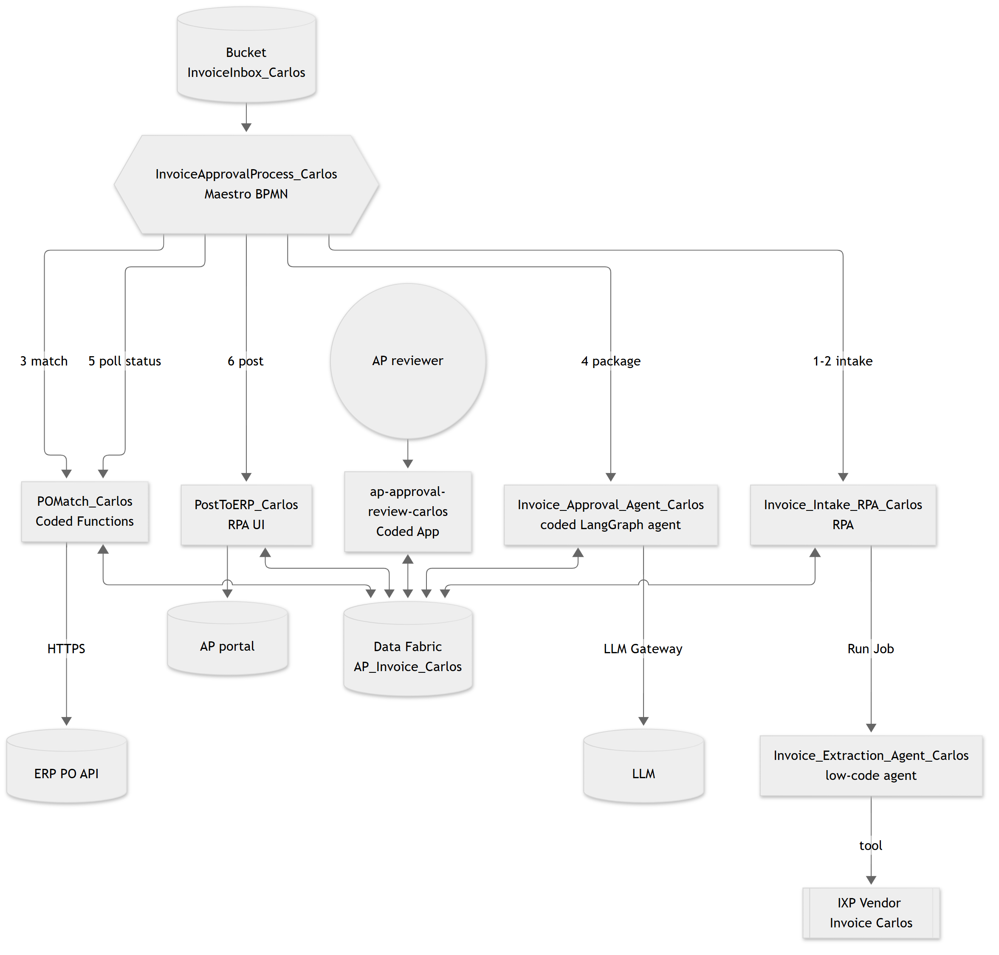 Bucket
InvoiceInbox_Carlos
InvoiceApprovalProcess_Carlos
Maestro BPMN
3 match
5 poll status
6 post
AP reviewer
4 package
1-2 intake
POMatch_Carlos
Coded Functions
PostToERP_Carlos
RPA UI
ap-approval-
review-carlos
Coded App
Invoice_Approval_Agent_Carlos
coded LangGraph agent
Invoice_Intake_RPA_Carlos
RPA
HTTPS
AP portal
Data Fabric
AP_Invoice_Carlos
LLM Gateway
Run Job
ERP PO API
LLM
Invoice_Extraction_Agent_Carlos
low-code agent
tool
IXP Vendor
Invoice Carlos